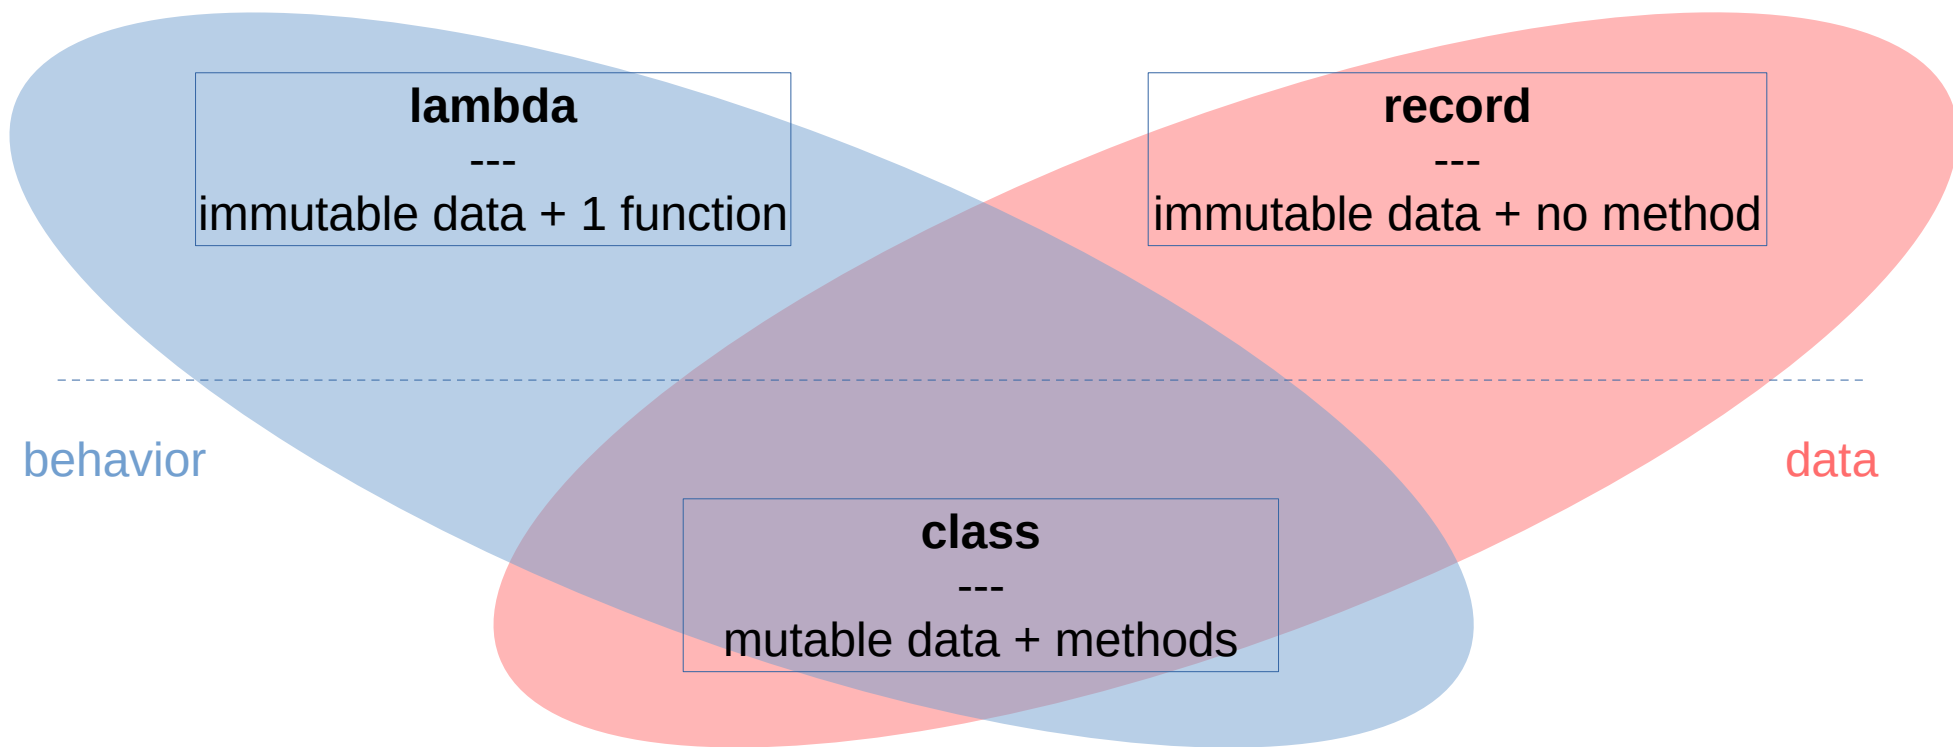 lambda
---
immutable data + 1 function
record
---
immutable data + no method
behavior
data
class
---
mutable data + methods